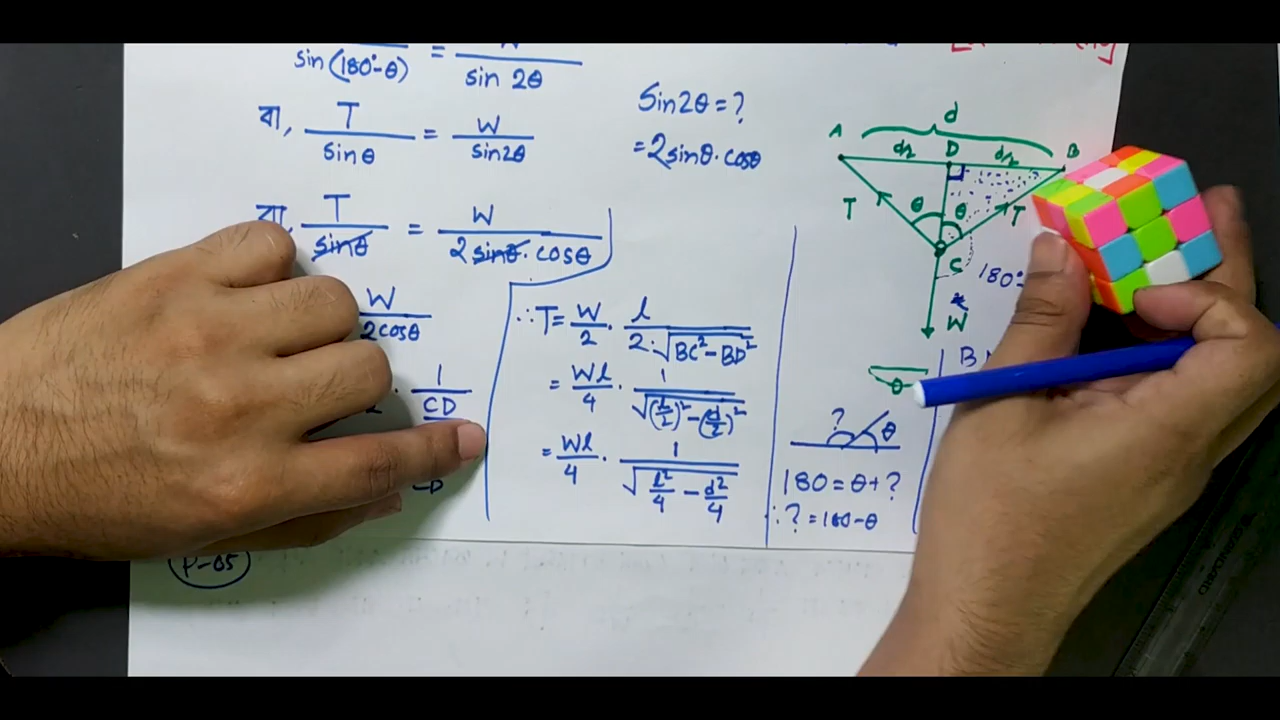 sin(180°-θ) = sin 2θ
বা, T/sinθ = W/sin2θ
বা, T/sinθ = W/2 sinθ. cosθ
W/2cosθ
. 1/CD
CD
Sin2θ = ?
= 2sinθ. cosθ
∴ T = W/2 . l/2.√BC²-BD²
= Wl/4 . 1/√(l/2)²-(d/2)²
= Wl/4 . 1/√l²/4 - d²/4
d
A d/2 D d/2 B
T θ θ T
C 180°
W
? θ
180 = θ+?
∴ ? = 180-θ
θ
P-05